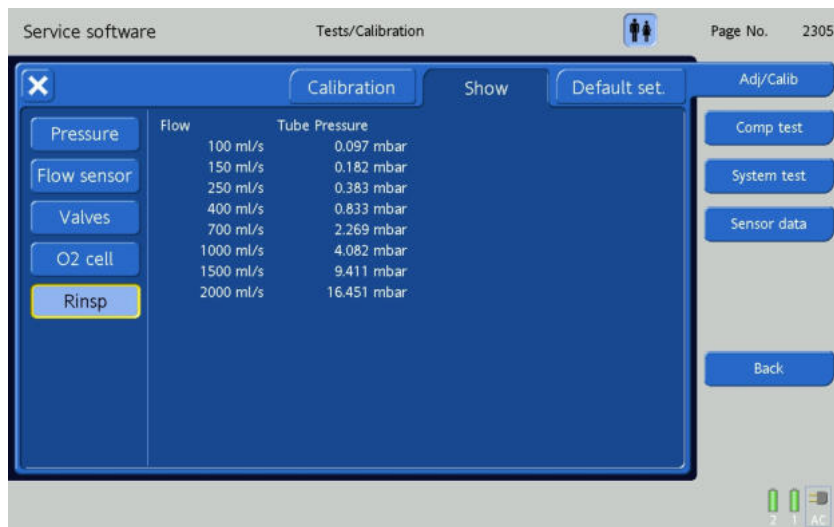 Service software Tests/Calibration Page No. 2305
Calibration Show Default set. Adj/Calib
Pressure Flow Tube Pressure Comp test
100 ml/s 0.097 mbar
Flow sensor 150 ml/s 0.182 mbar System test
250 ml/s 0.383 mbar
Valves 400 ml/s 0.833 mbar Sensor data
700 ml/s 2.269 mbar
O2 cell 1000 ml/s 4.082 mbar
1500 ml/s 9.411 mbar
Rinsp 2000 ml/s 16.451 mbar
Back
2 1 AC